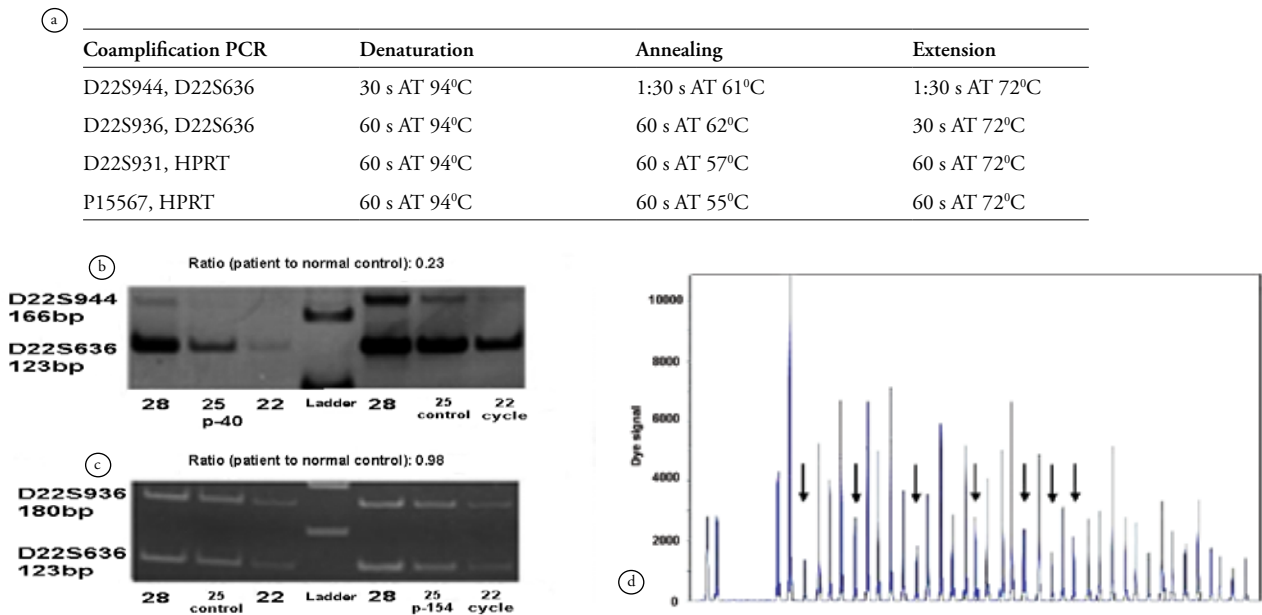 a
Coamplification PCR Denaturation Annealing Extension
D22S944, D22S636 30 s AT 94⁰C 1:30 s AT 61⁰C 1:30 s AT 72⁰C
D22S936, D22S636 60 s AT 94⁰C 60 s AT 62⁰C 30 s AT 72⁰C
D22S931, HPRT 60 s AT 94⁰C 60 s AT 57⁰C 60 s AT 72⁰C
P15567, HPRT 60 s AT 94⁰C 60 s AT 55⁰C 60 s AT 72⁰C
b
Ratio (patient to normal control): 0.23
D22S944
166bp
D22S636
123bp
28 25 22 Ladder 28 25 22
p-40 control cycle
c
Ratio (patient to normal control): 0.98
D22S936
180bp
D22S636
123bp
28 25 22 Ladder 28 25 22
control p-154 cycle
10000
8000
6000
4000
2000
0
Dye signal
d